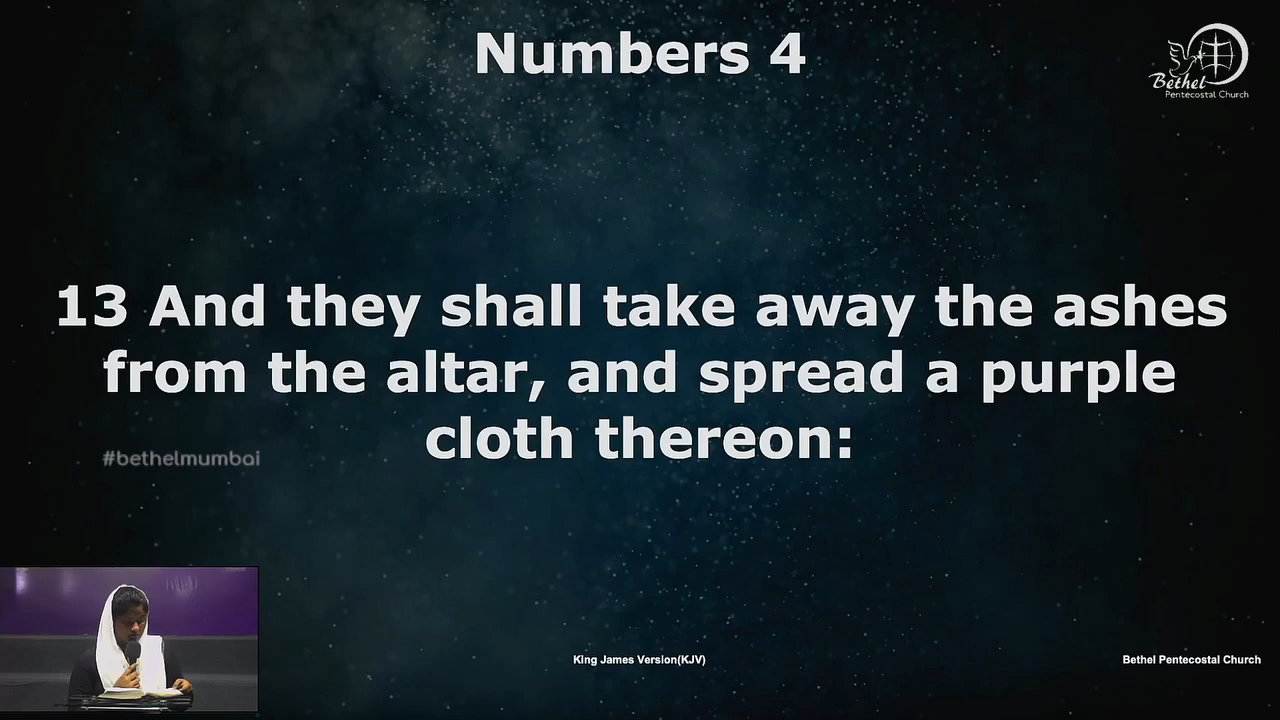 Numbers 4
Bethel
Pentecostal Church
13 And they shall take away the ashes
from the altar, and spread a purple
cloth thereon:
#bethelmumbai
King James Version(KJV)
Bethel Pentecostal Church